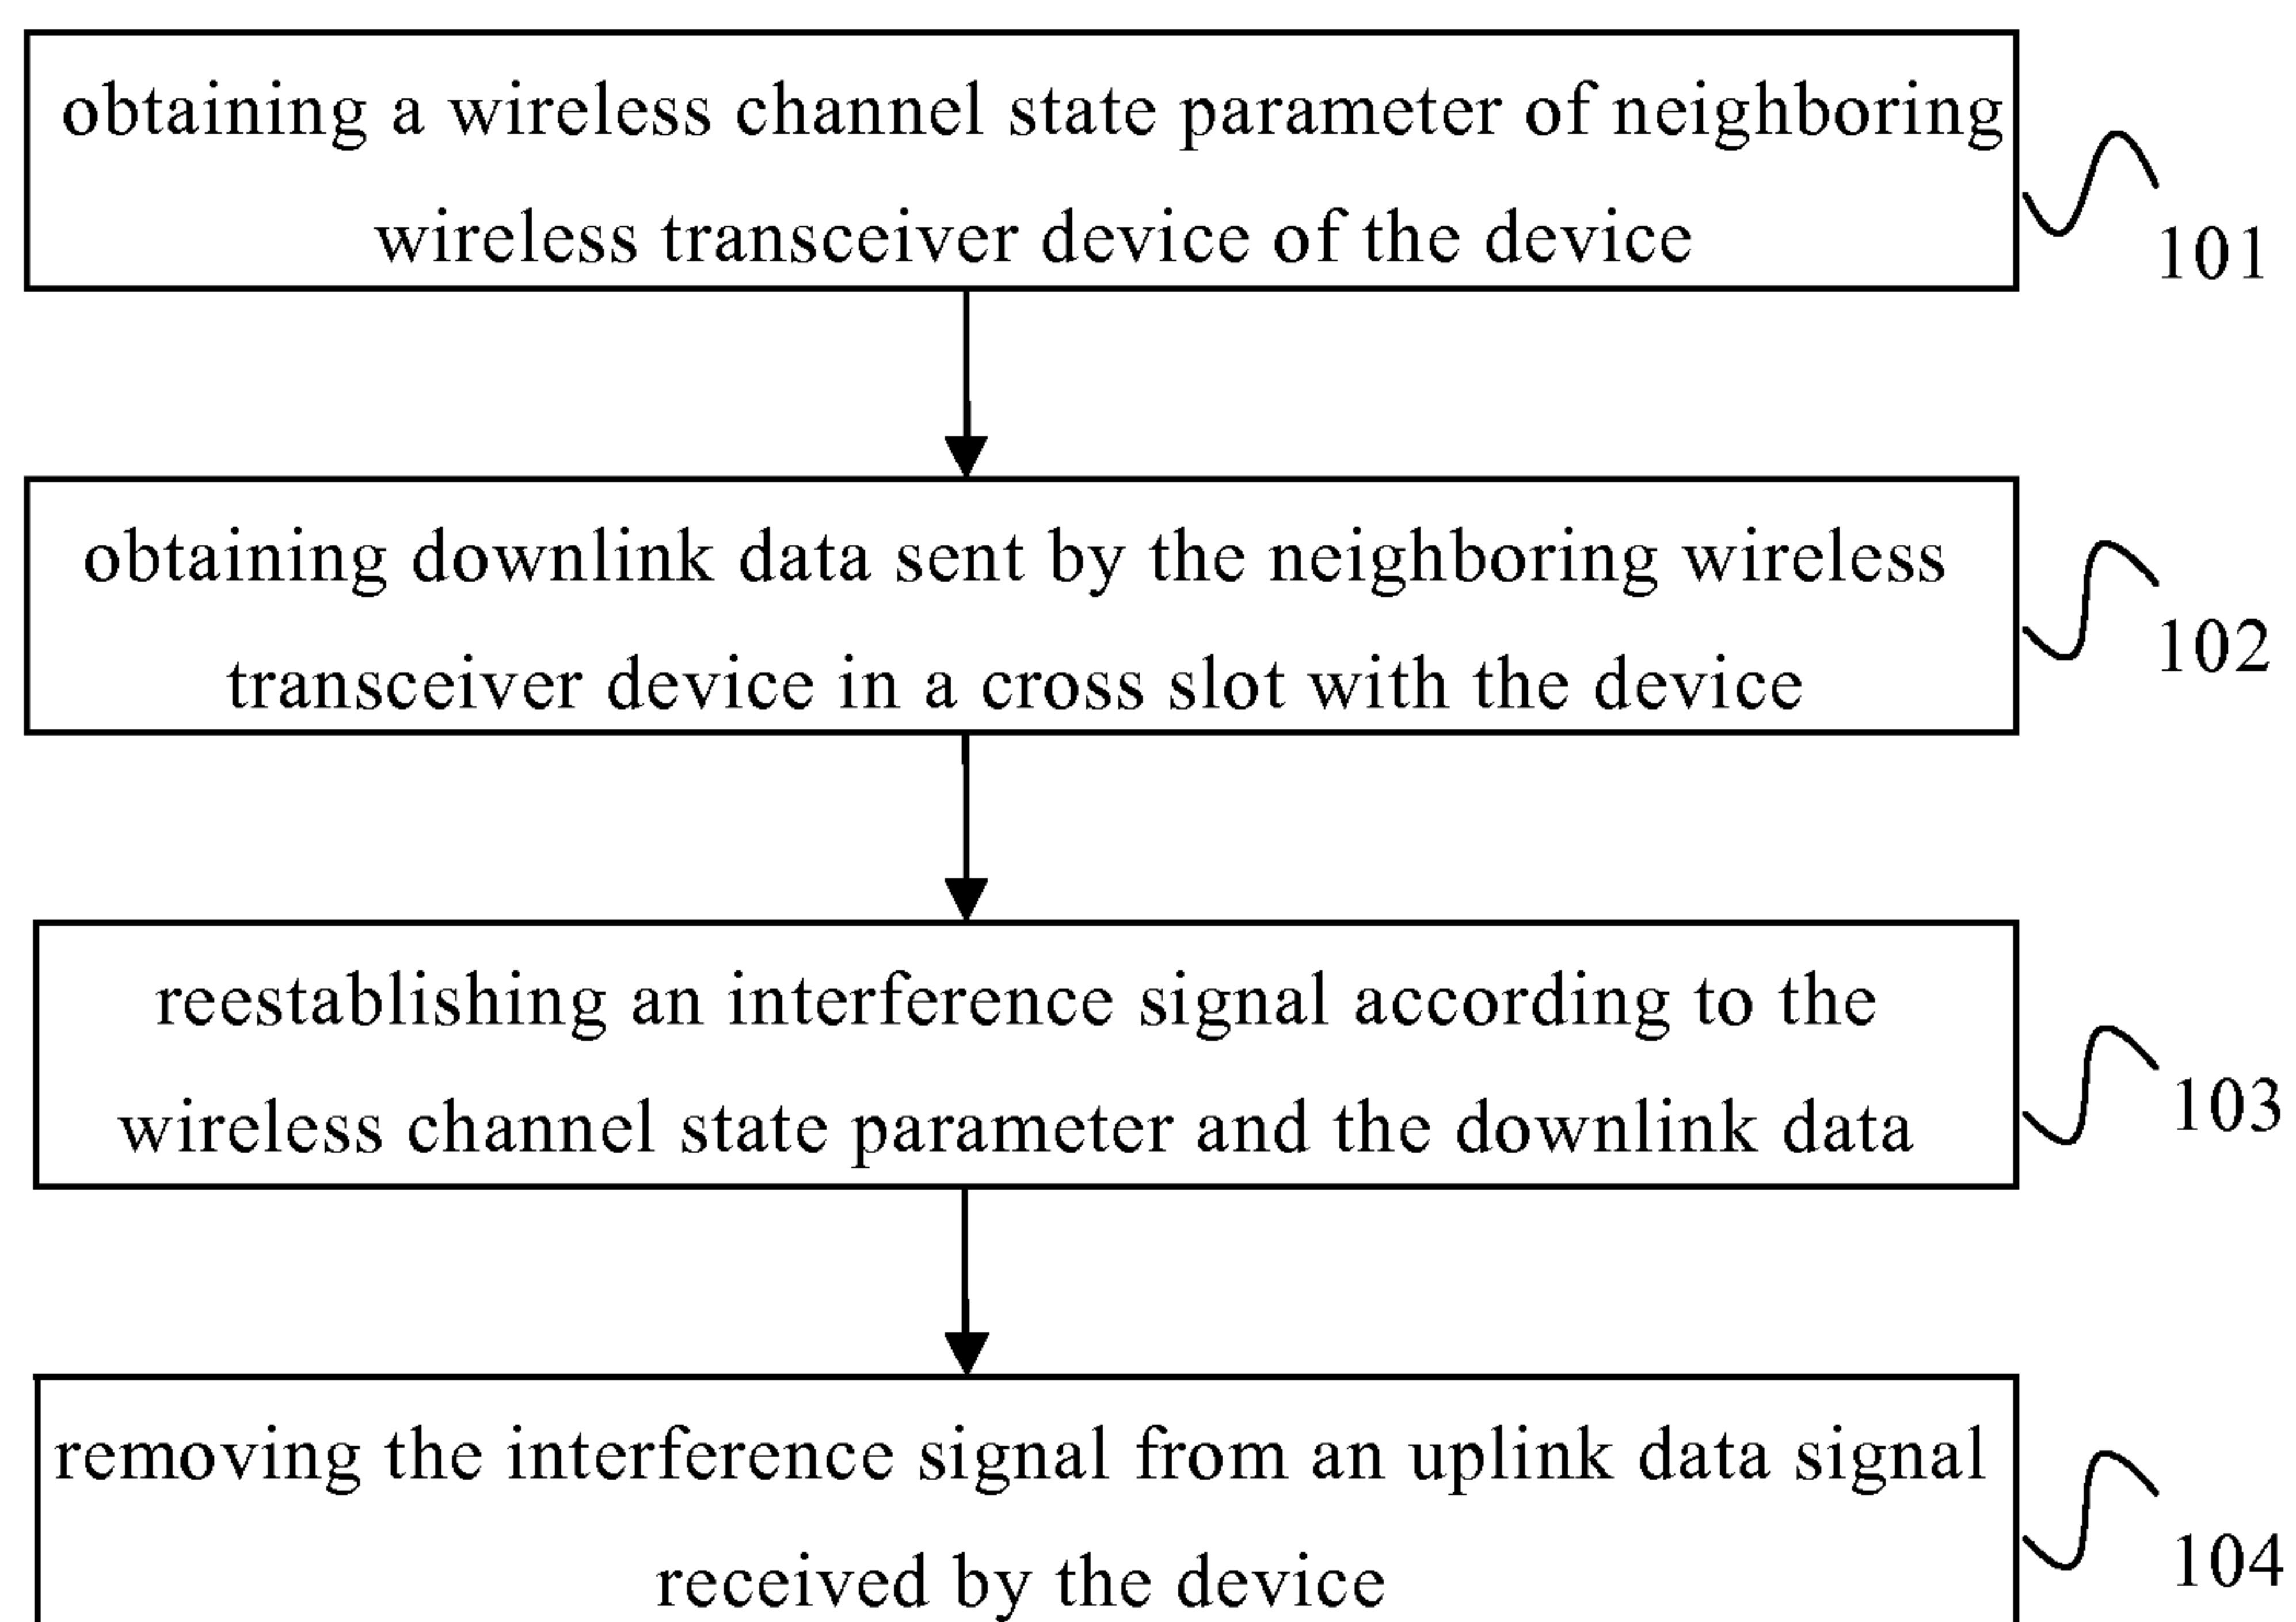 obtaining a wireless channel state parameter of neighboring
wireless transceiver device of the device
101
obtaining downlink data sent by the neighboring wireless
transceiver device in a cross slot with the device
102
reestablishing an interference signal according to the
wireless channel state parameter and the downlink data
103
removing the interference signal from an uplink data signal
received by the device
104